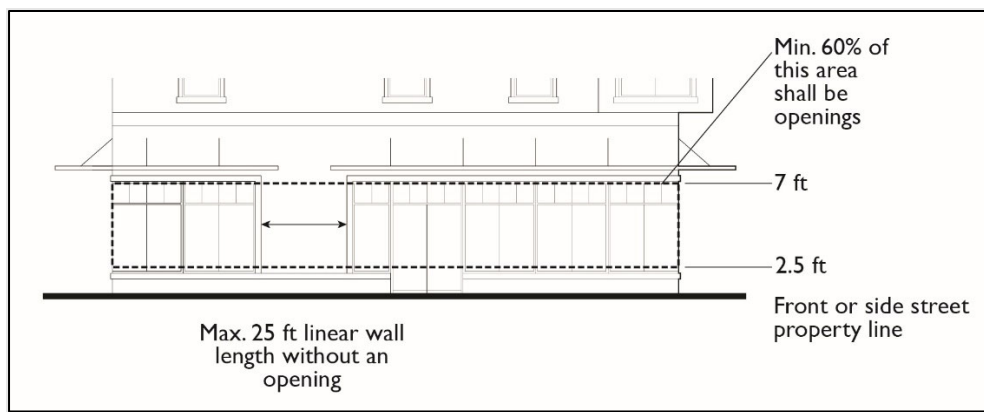 Min. 60% of
this area
shall be
openings
7 ft
2.5 ft
Front or side street
property line
Max. 25 ft linear wall
length without an
opening